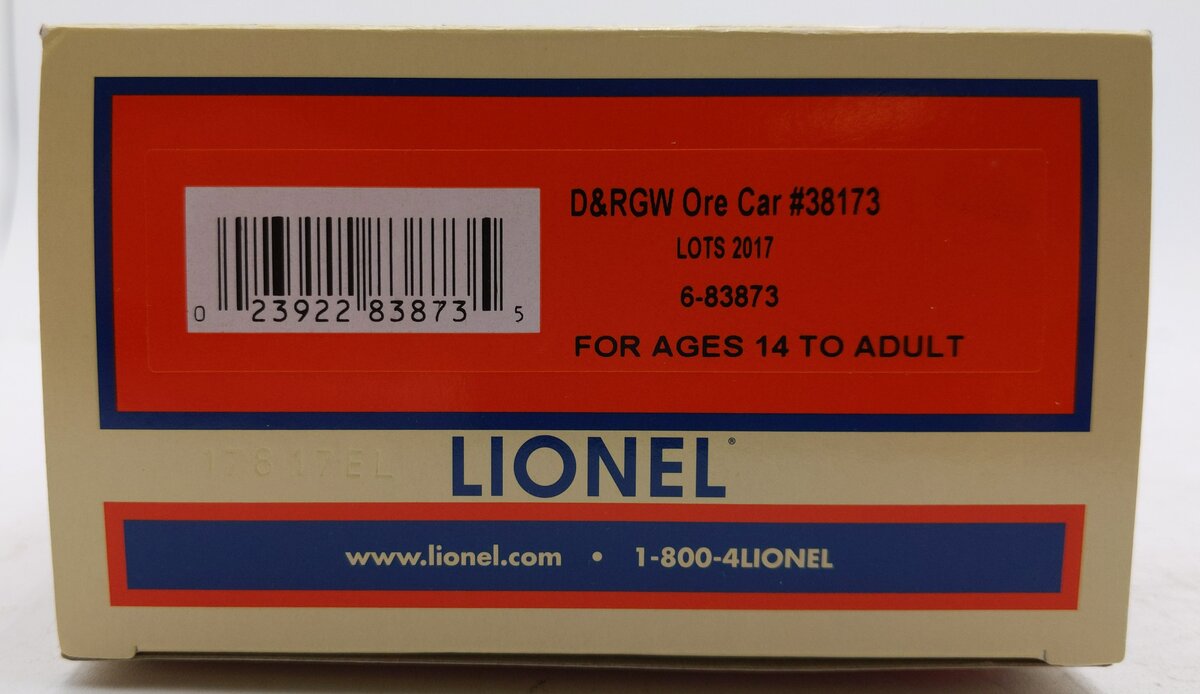 D&RGW Ore Car #38173
LOTS 2017
6-83873
FOR AGES 14 TO ADULT
0 23922 83873 5
LIONEL®
www.lionel.com • 1-800-4LIONEL